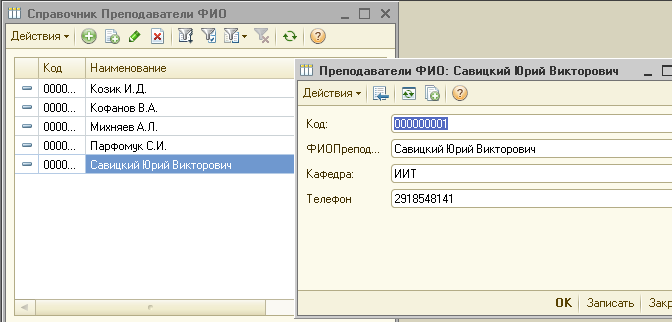 Справочник Преподаватели ФИО
Действия
Код Наименование
0000... Козик И.Д.
0000... Кофанов В.А.
0000... Михняев А.Л.
0000... Парфомук С.И.
0000... Савицкий Юрий Викторович
Преподаватели ФИО: Савицкий Юрий Викторович
Действия
Код: 000000001
ФИОПрепод... Савицкий Юрий Викторович
Кафедра: ИИТ
Телефон 2918548141
OK Записать Закр